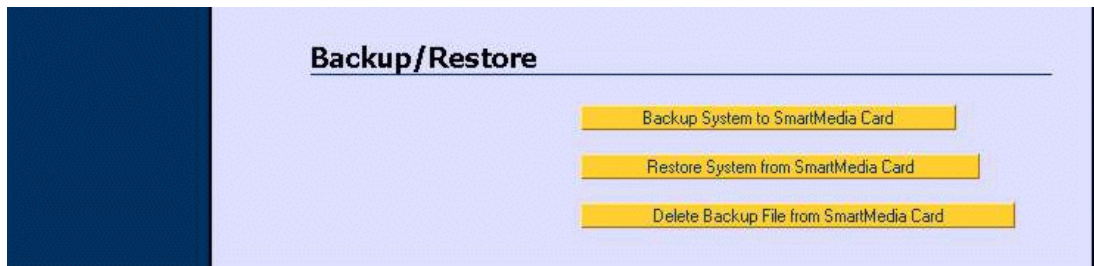 Backup/Restore
Backup System to SmartMedia Card
Restore System from SmartMedia Card
Delete Backup File from SmartMedia Card